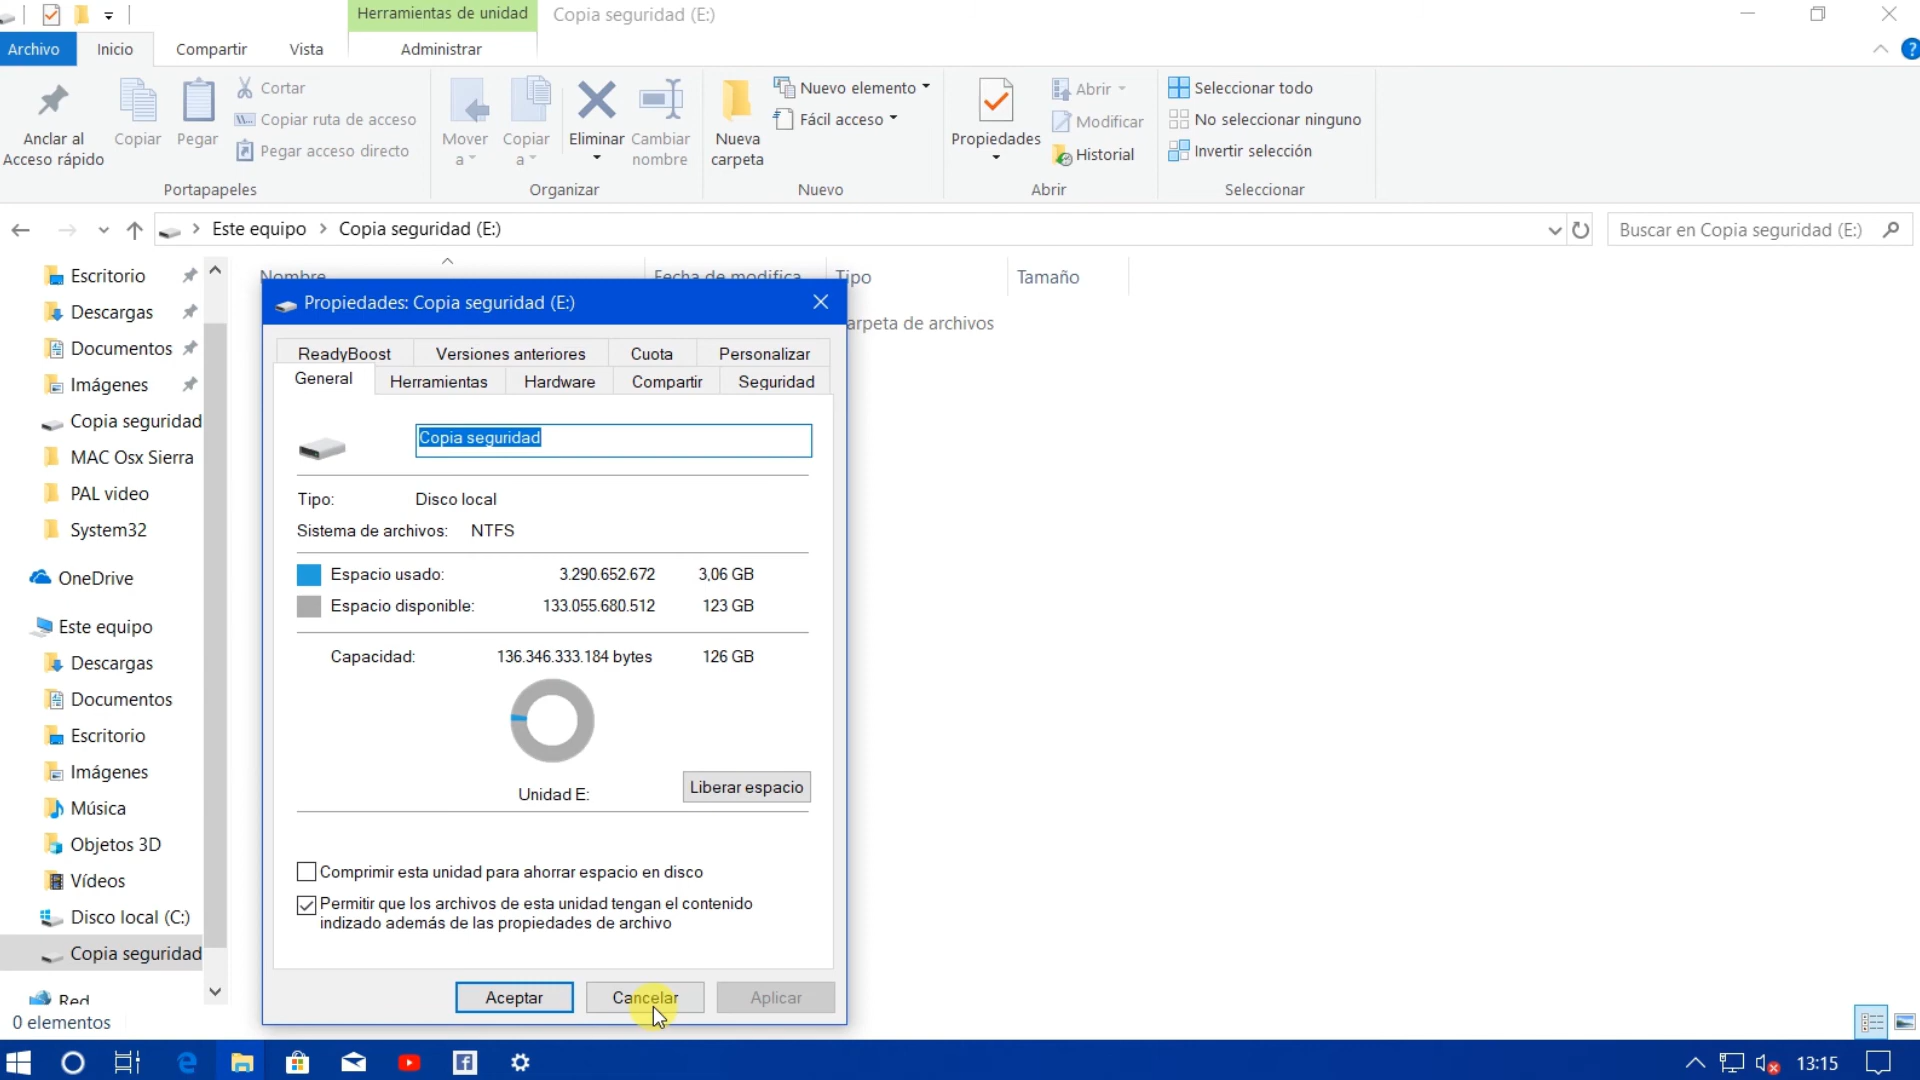 Herramientas de unidad
Copia seguridad (E:)
Archivo
Inicio
Compartir
Vista
Administrar
Anclar al
Acceso rápido
Copiar
Pegar
Cortar
Copiar ruta de acceso
Pegar acceso directo
Portapapeles
Mover
a
Copiar
a
Eliminar
Cambiar
nombre
Organizar
Nueva
carpeta
Nuevo elemento
Fácil acceso
Nuevo
Propiedades
Abrir
Modificar
Historial
Abrir
Seleccionar todo
No seleccionar ninguno
Invertir selección
Seleccionar
Este equipo
Copia seguridad (E:)
Buscar en Copia seguridad (E:)
Escritorio
Descargas
Documentos
Imágenes
Copia seguridad
MAC Osx Sierra
PAL video
System32
OneDrive
Este equipo
Descargas
Documentos
Escritorio
Imágenes
Música
Objetos 3D
Vídeos
Disco local (C:)
Copia seguridad
Red
0 elementos
Nombre
Fecha de modifica...
Tipo
Tamaño
arpeta de archivos
Propiedades: Copia seguridad (E:)
ReadyBoost
Versiones anteriores
Cuota
Personalizar
General
Herramientas
Hardware
Compartir
Seguridad
Copia seguridad
Tipo: Disco local
Sistema de archivos: NTFS
Espacio usado: 3.290.652.672 3,06 GB
Espacio disponible: 133.055.680.512 123 GB
Capacidad: 136.346.333.184 bytes 126 GB
Unidad E:
Liberar espacio
Comprimir esta unidad para ahorrar espacio en disco
Permitir que los archivos de esta unidad tengan el contenido
indizado además de las propiedades de archivo
Aceptar
Cancelar
Aplicar
13:15